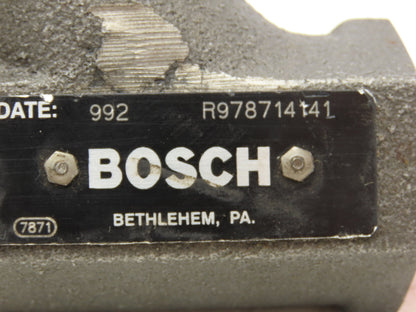 DATE: 992 R978714141
BOSCH
BETHLEHEM, PA.
7871